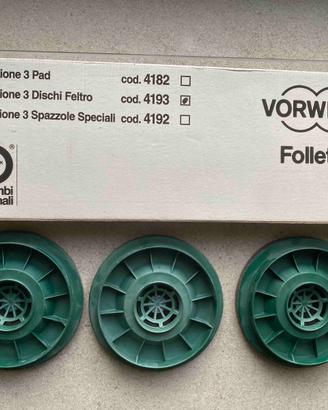 ione 3 Pad cod. 4182
ione 3 Dischi Feltro cod. 4193
ione 3 Spazzole Speciali cod. 4192
VORWE
Follet
®
mbi
nali